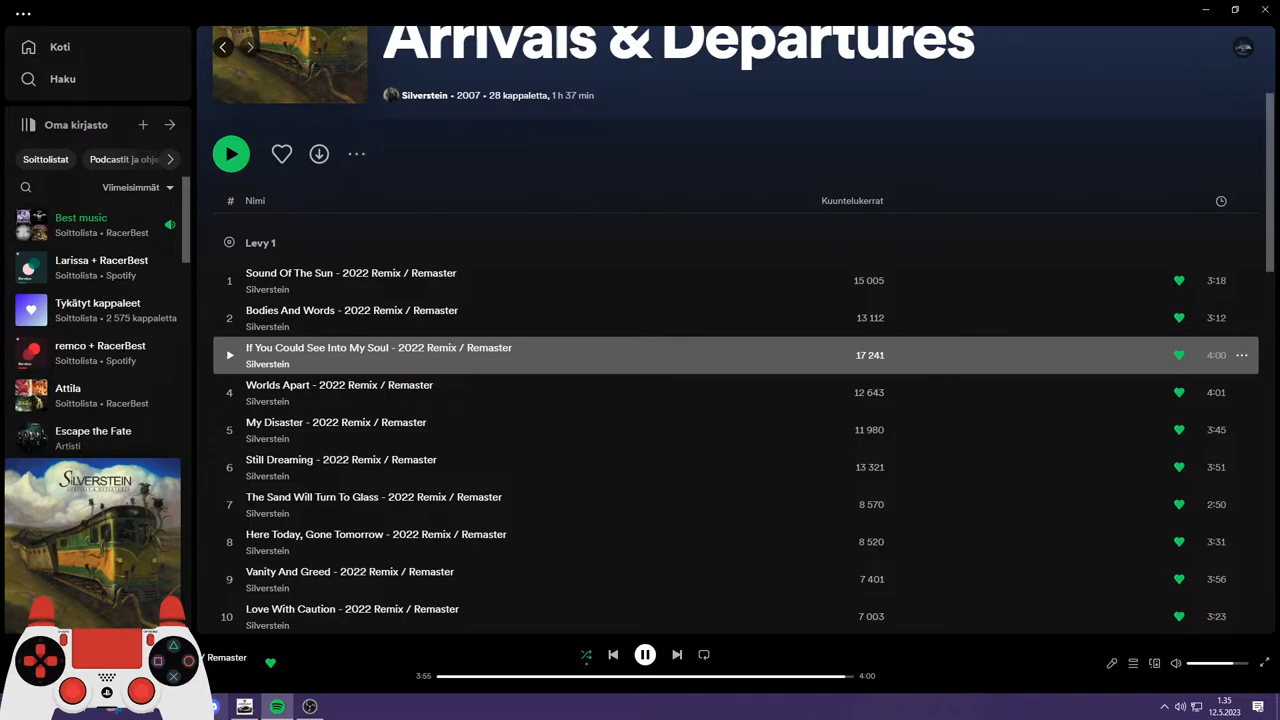 Koti
Haku
Oma kirjasto
Soittolistat
Podcastit ja ohje
Viimeisimmät
Best music
Soittolista • RacerBest
Larissa + RacerBest
Soittolista • Spotify
Tykätyt kappaleet
Soittolista • 2 575 kappaletta
remco + RacerBest
Soittolista • Spotify
Attila
Soittolista • RacerBest
Escape the Fate
Artisti
SILVERSTEIN
ARRIVALS & DEPARTURES
/ Remaster
Arrivals & Departures
Silverstein • 2007 • 28 kappaletta, 1 h 37 min
# Nimi Kuuntelukerrat
Levy 1
1 Sound Of The Sun - 2022 Remix / Remaster 15 005 3:18
Silverstein
2 Bodies And Words - 2022 Remix / Remaster 13 112 3:12
Silverstein
If You Could See Into My Soul - 2022 Remix / Remaster 17 241 4:00
Silverstein
4 Worlds Apart - 2022 Remix / Remaster 12 643 4:01
Silverstein
5 My Disaster - 2022 Remix / Remaster 11 980 3:45
Silverstein
6 Still Dreaming - 2022 Remix / Remaster 13 321 3:51
Silverstein
7 The Sand Will Turn To Glass - 2022 Remix / Remaster 8 570 2:50
Silverstein
8 Here Today, Gone Tomorrow - 2022 Remix / Remaster 8 520 3:31
Silverstein
9 Vanity And Greed - 2022 Remix / Remaster 7 401 3:56
Silverstein
10 Love With Caution - 2022 Remix / Remaster 7 003 3:23
Silverstein
3:55 4:00
1.35
12.5.2023